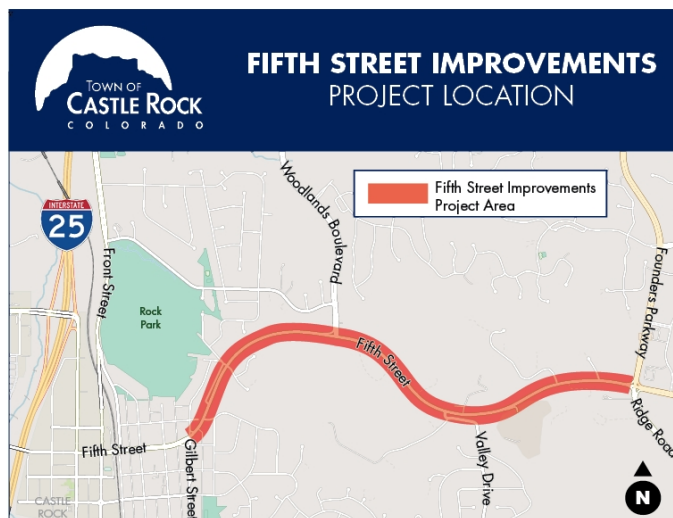 TOWN OF
CASTLE ROCK
COLORADO
FIFTH STREET IMPROVEMENTS
PROJECT LOCATION
Fifth Street Improvements
Project Area
INTERSTATE
25
Front Street
Rock
Park
Woodlands Boulevard
Founders Parkway
Fifth Street
Fifth Street
Gilbert Street
Valley Drive
Ridge Road
CASTLE
ROCK
N